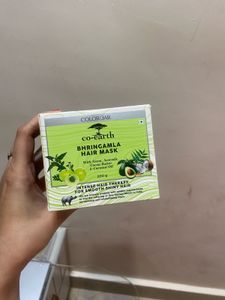 COLORBAR
co-earth
BHRINGAMLA
HAIR MASK
With Neem, Avocado,
Cocoa Butter
& Coconut Oil
200 g
INTENSE HAIR THERAPY
FOR SMOOTH SHINY HAIR